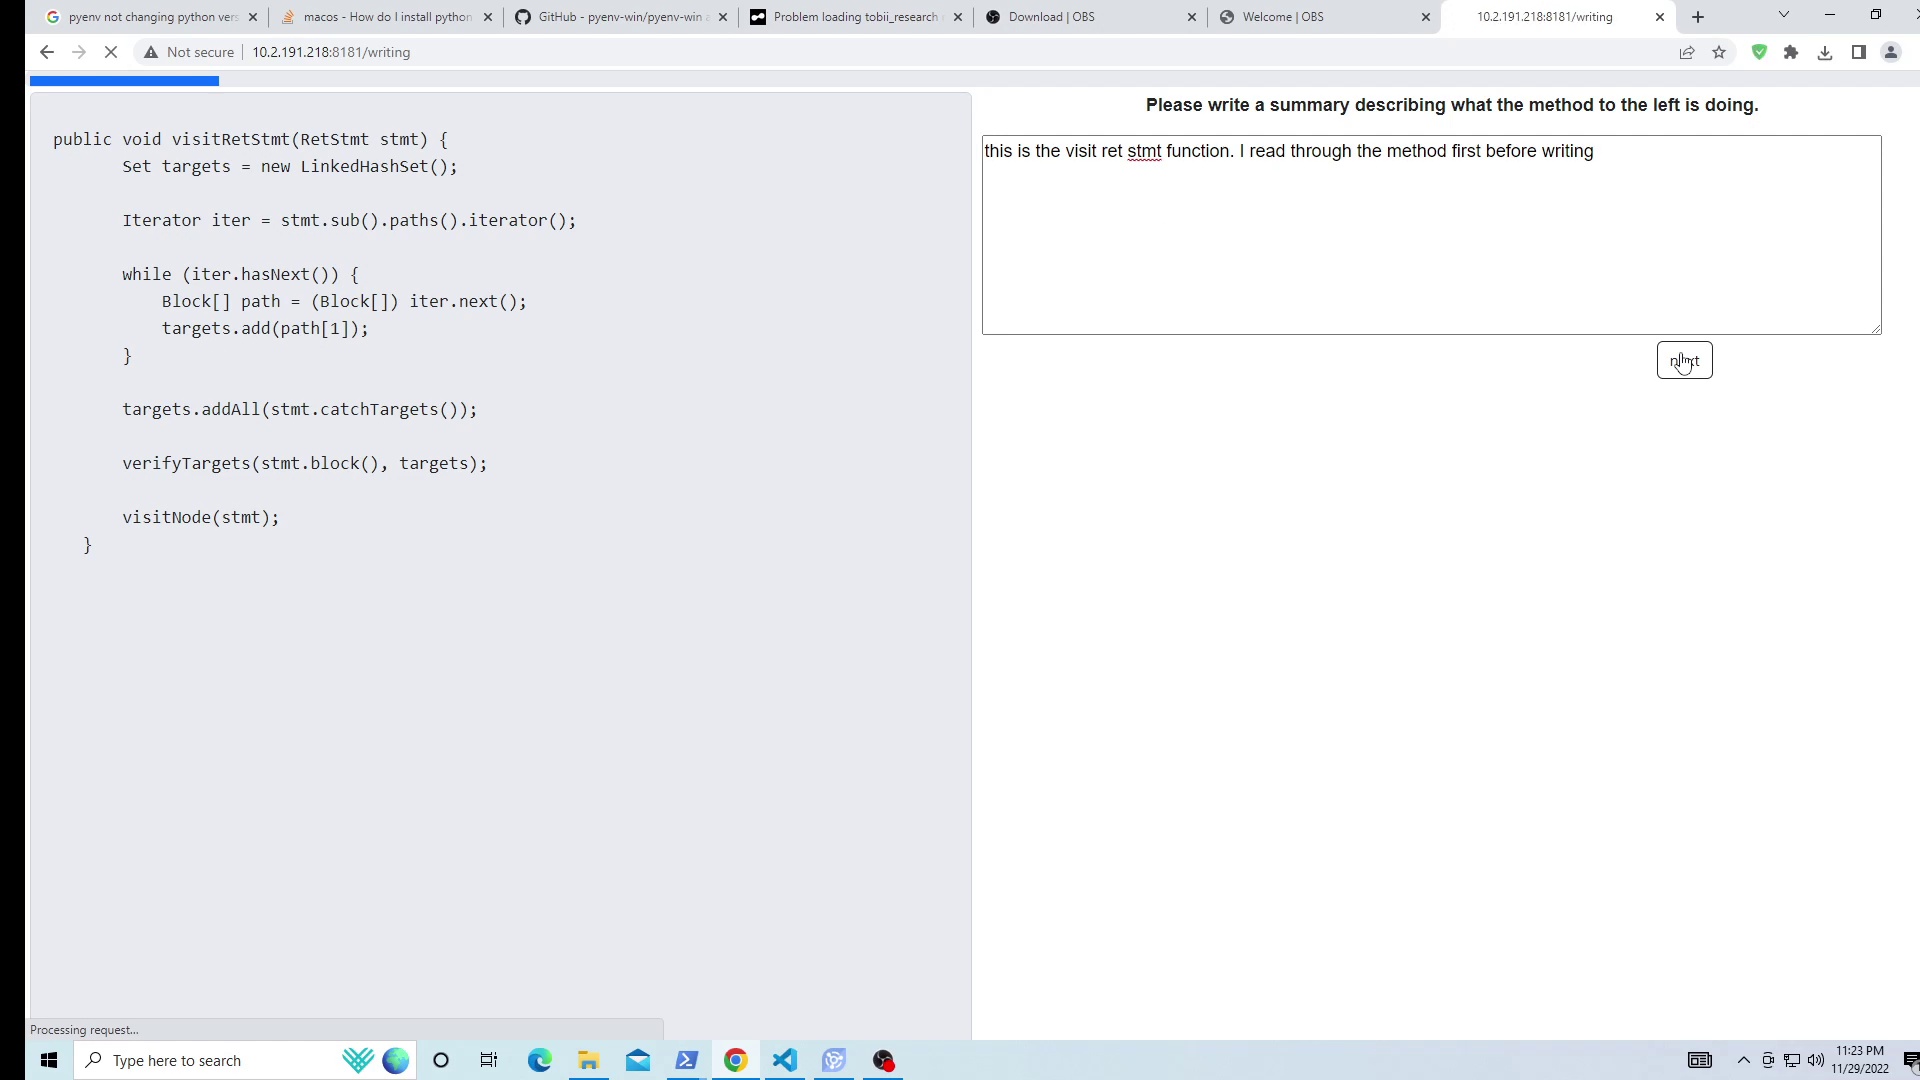 pyenv not changing python vers
macos - How do I install python
GitHub - pyenv-win/pyenv-win a
Problem loading tobii_research
Download | OBS
Welcome | OBS
10.2.191.218:8181/writing
Not secure
10.2.191.218:8181/writing
public void visitRetStmt(RetStmt stmt) {
Set targets = new LinkedHashSet();
Iterator iter = stmt.sub().paths().iterator();
while (iter.hasNext()) {
Block[] path = (Block[]) iter.next();
targets.add(path[1]);
}
targets.addAll(stmt.catchTargets());
verifyTargets(stmt.block(), targets);
visitNode(stmt);
}
Please write a summary describing what the method to the left is doing.
this is the visit ret stmt function. I read through the method first before writing
Processing request...
Type here to search
11:23 PM
11/29/2022